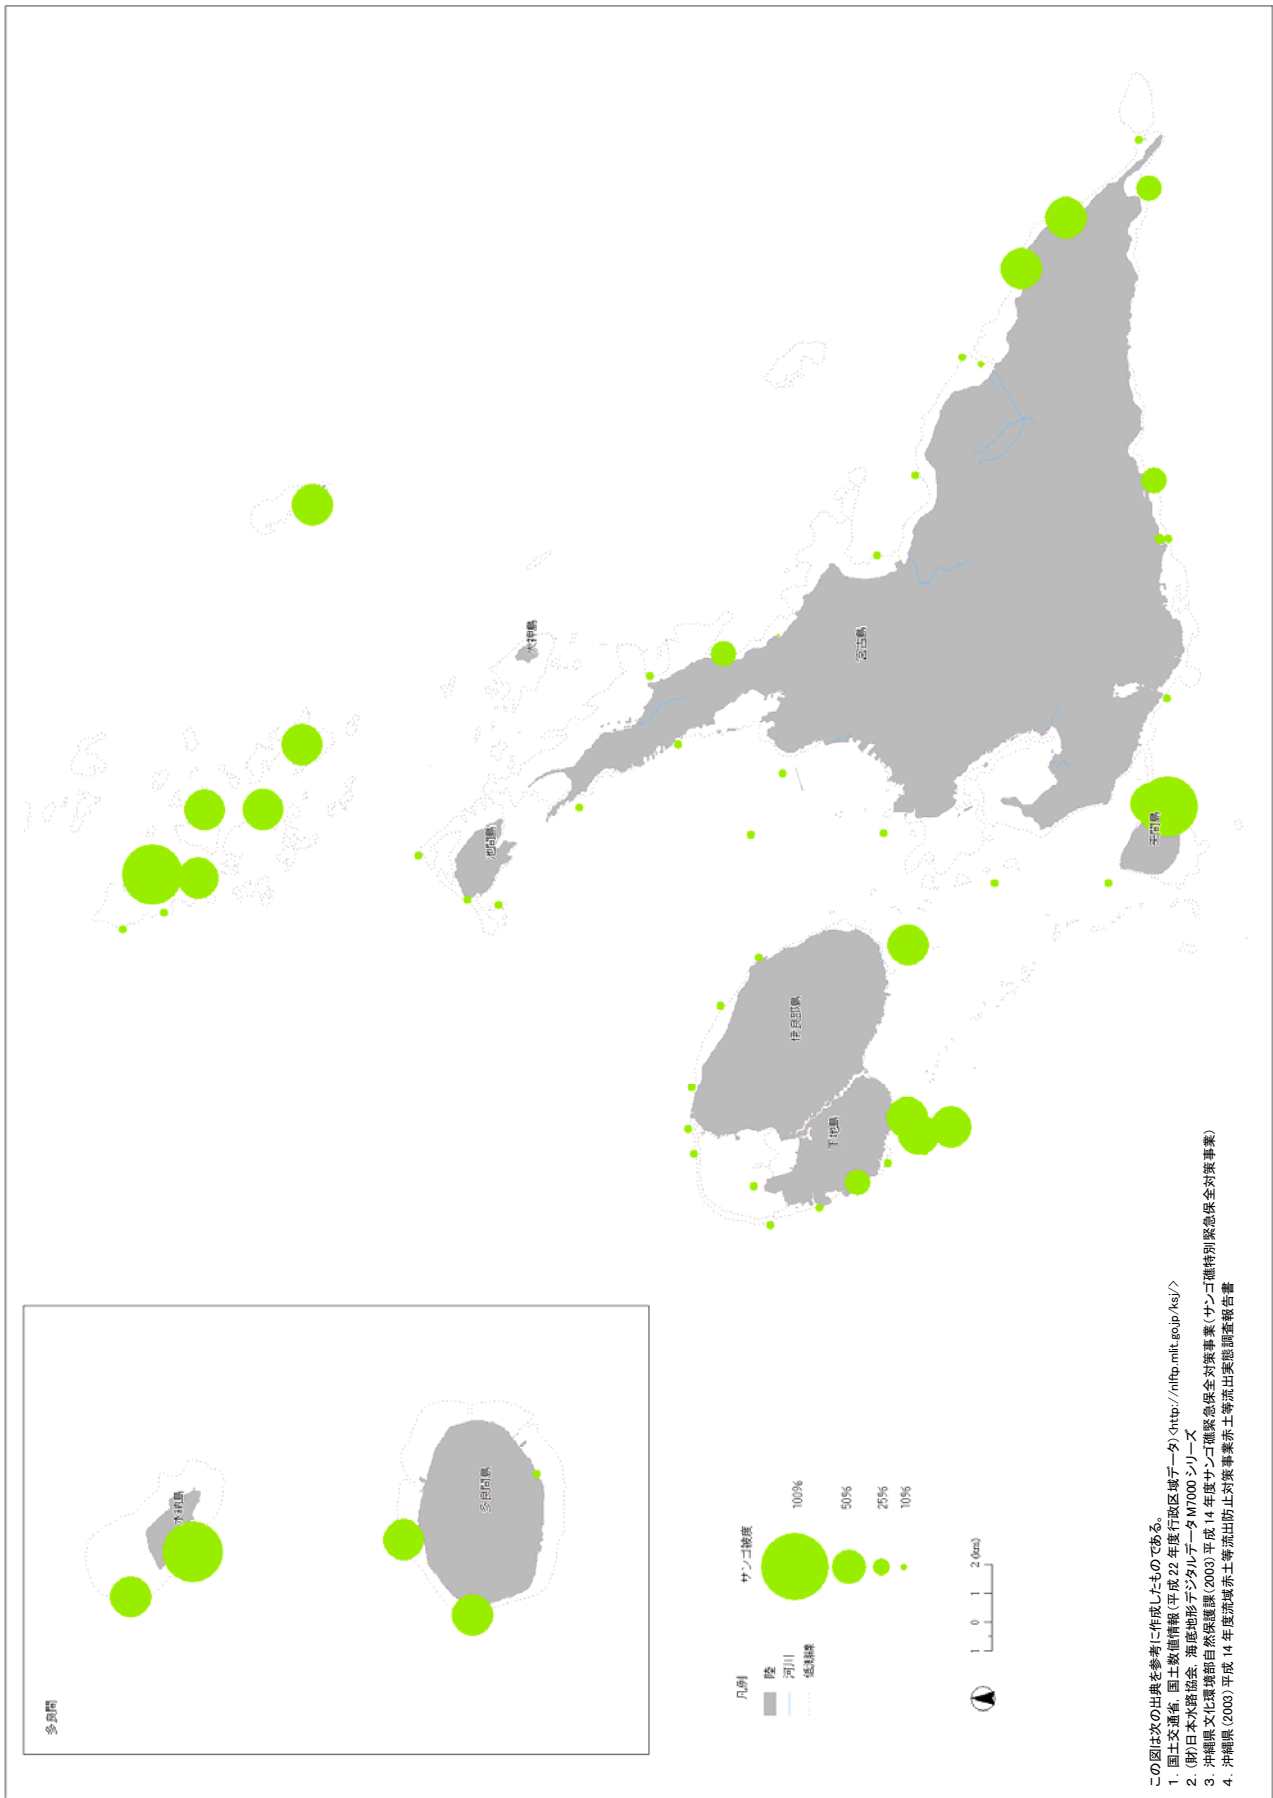 多良間
水納島
多良間島
大神島
池間島
宮古島
来間島
伊良部島
下地島
凡例
陸
河川
低潮線
サンゴ被度
100%
50%
25%
10%
1 0 1 2 (km)
この図は次の出典を参考に作成したものである。
1. 国土交通省, 国土数値情報(平成 22 年度行政区域データ)<http://nlftp.mlit.go.jp/ksj/>
2. (財)日本水路協会, 海底地形デジタルデータ M7000 シリーズ
3. 沖縄県文化環境部自然保護課(2003)平成 14 年度サンゴ礁緊急保全対策事業(サンゴ礁特別緊急保全対策事業)
4. 沖縄県(2003)平成 14 年度流域赤土等流出防止対策事業赤土等流出実態調査報告書